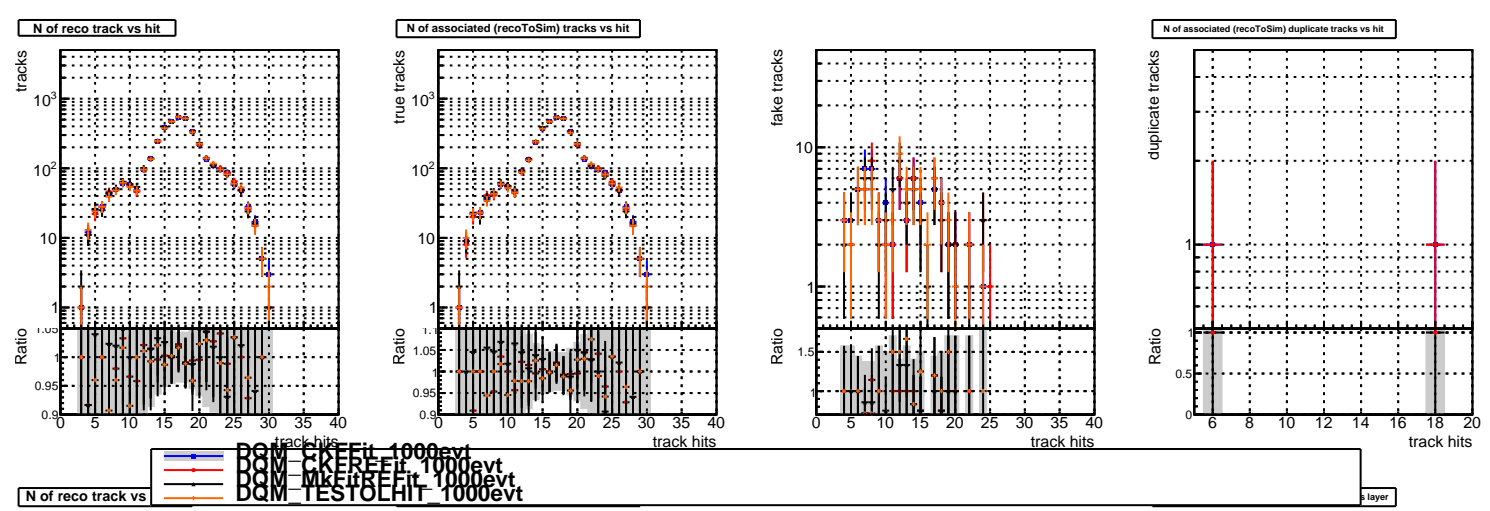 N of reco track vs hit
N of associated (recoToSim) tracks vs hit
N of associated (recoToSim) duplicate tracks vs hit
tracks
10³
10²
10
1
Ratio
1.05
1
0.95
0.9
0 5 10 15 20 25 30 35 40
track hits
true tracks
10³
10²
10
1
Ratio
1.1
1.05
1
0.95
0.9
0 5 10 15 20 25 30 35 40
track hits
fake tracks
10
1
Ratio
1.5
1
0 5 10 15 20 25 30 35 40
track hits
duplicate tracks
1
Ratio
1
0.5
0
6 8 10 12 14 16 18 20
track hits
DQM_CKFFit_1000evt
DQM_CKFREFit_1000evt
DQM_MkFitREFit_1000evt
DQM_TESTOLHIT_1000evt
N of reco track vs
s layer